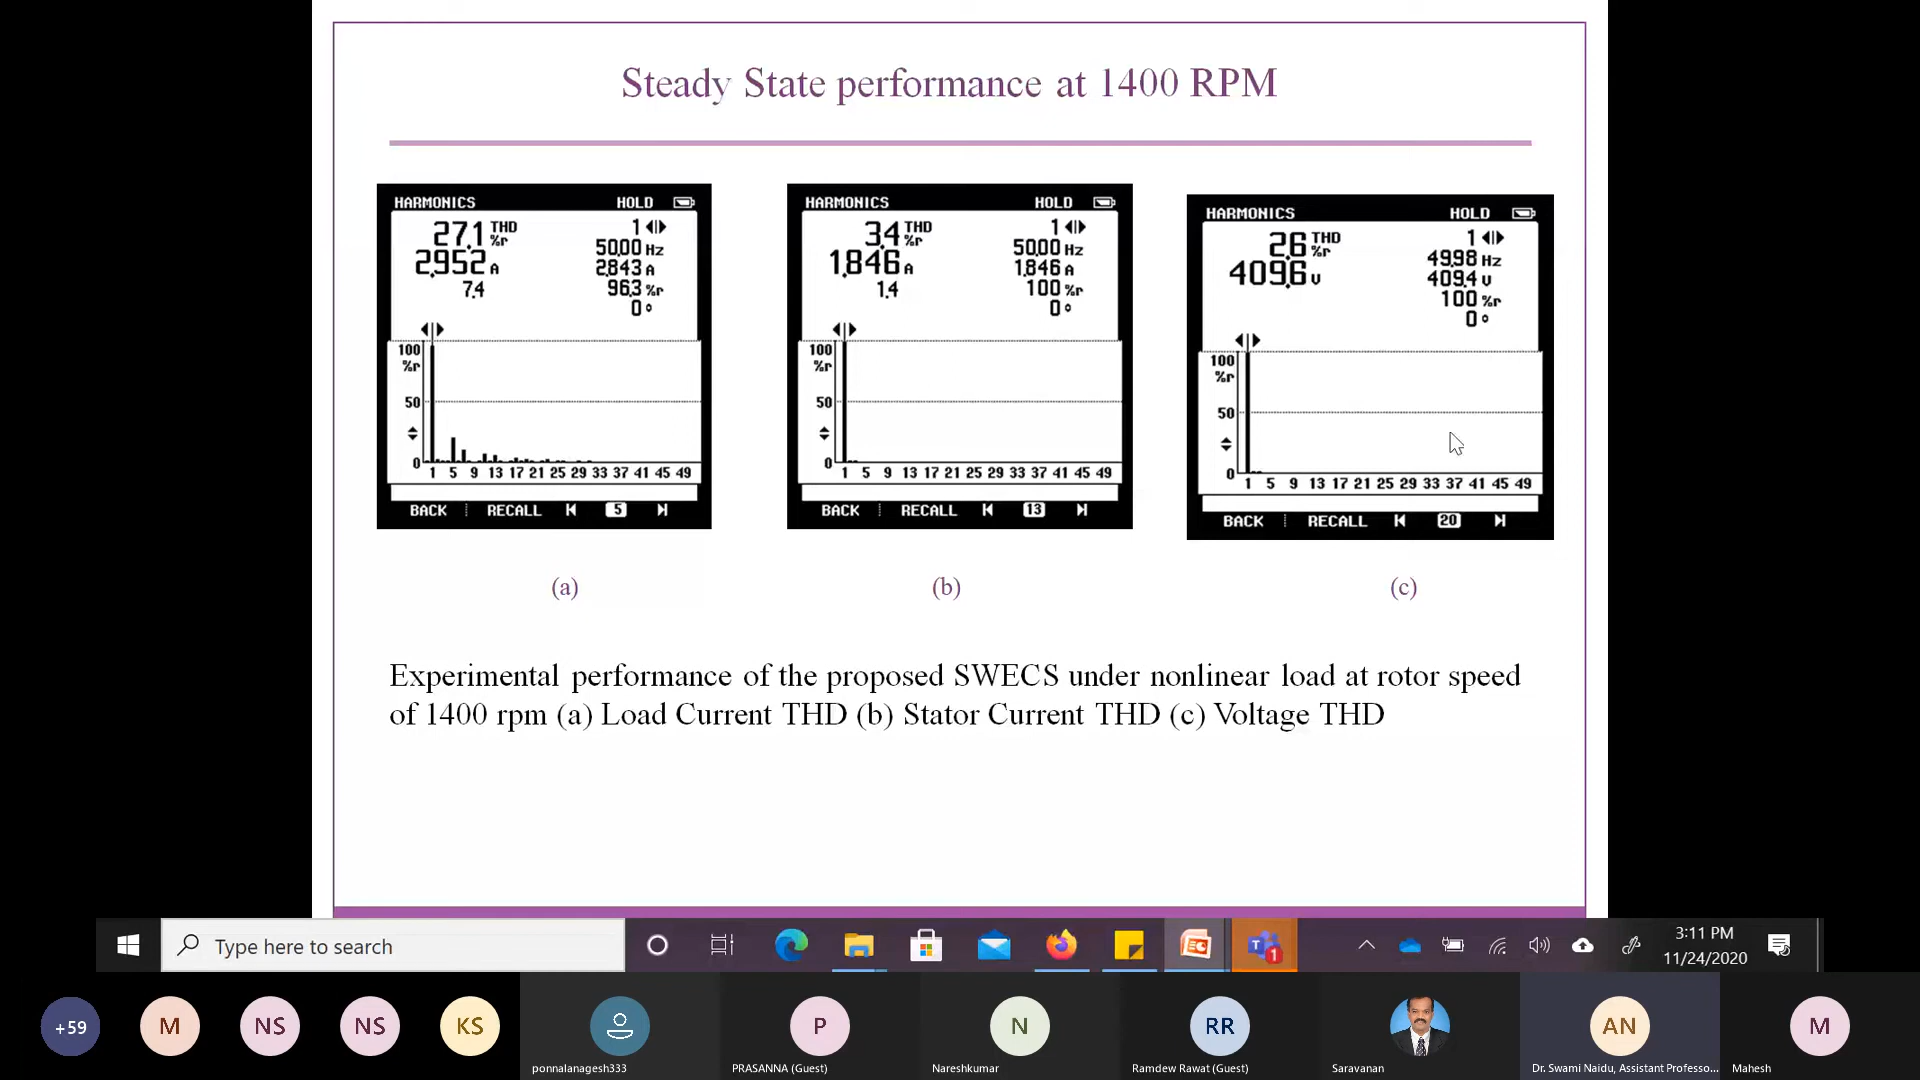 Steady State performance at 1400 RPM
HARMONICS HOLD
27.1 THD %r 1
2.952 A 50.00 Hz
2.843 A
7.4 96.3 %r
0 °
100
%r
50
0
1 5 9 13 17 21 25 29 33 37 41 45 49
BACK RECALL 5
HARMONICS HOLD
3.4 THD %r 1
1.846 A 50.00 Hz
1.846 A
1.4 100 %r
0 °
100
%r
50
0
1 5 9 13 17 21 25 29 33 37 41 45 49
BACK RECALL 13
HARMONICS HOLD
2.6 THD %r 1
409.6 V 49.98 Hz
409.4 V
100 %r
0 °
100
%r
50
0
1 5 9 13 17 21 25 29 33 37 41 45 49
BACK RECALL 20
(a) (b) (c)
Experimental performance of the proposed SWECS under nonlinear load at rotor speed
of 1400 rpm (a) Load Current THD (b) Stator Current THD (c) Voltage THD
Type here to search
1
3:11 PM
11/24/2020
+59 M NS NS KS P N RR AN M
ponnalanagesh333 PRASANNA (Guest) Nareshkumar Ramdew Rawat (Guest) Saravanan Dr. Swami Naidu, Assistant Professo... Mahesh